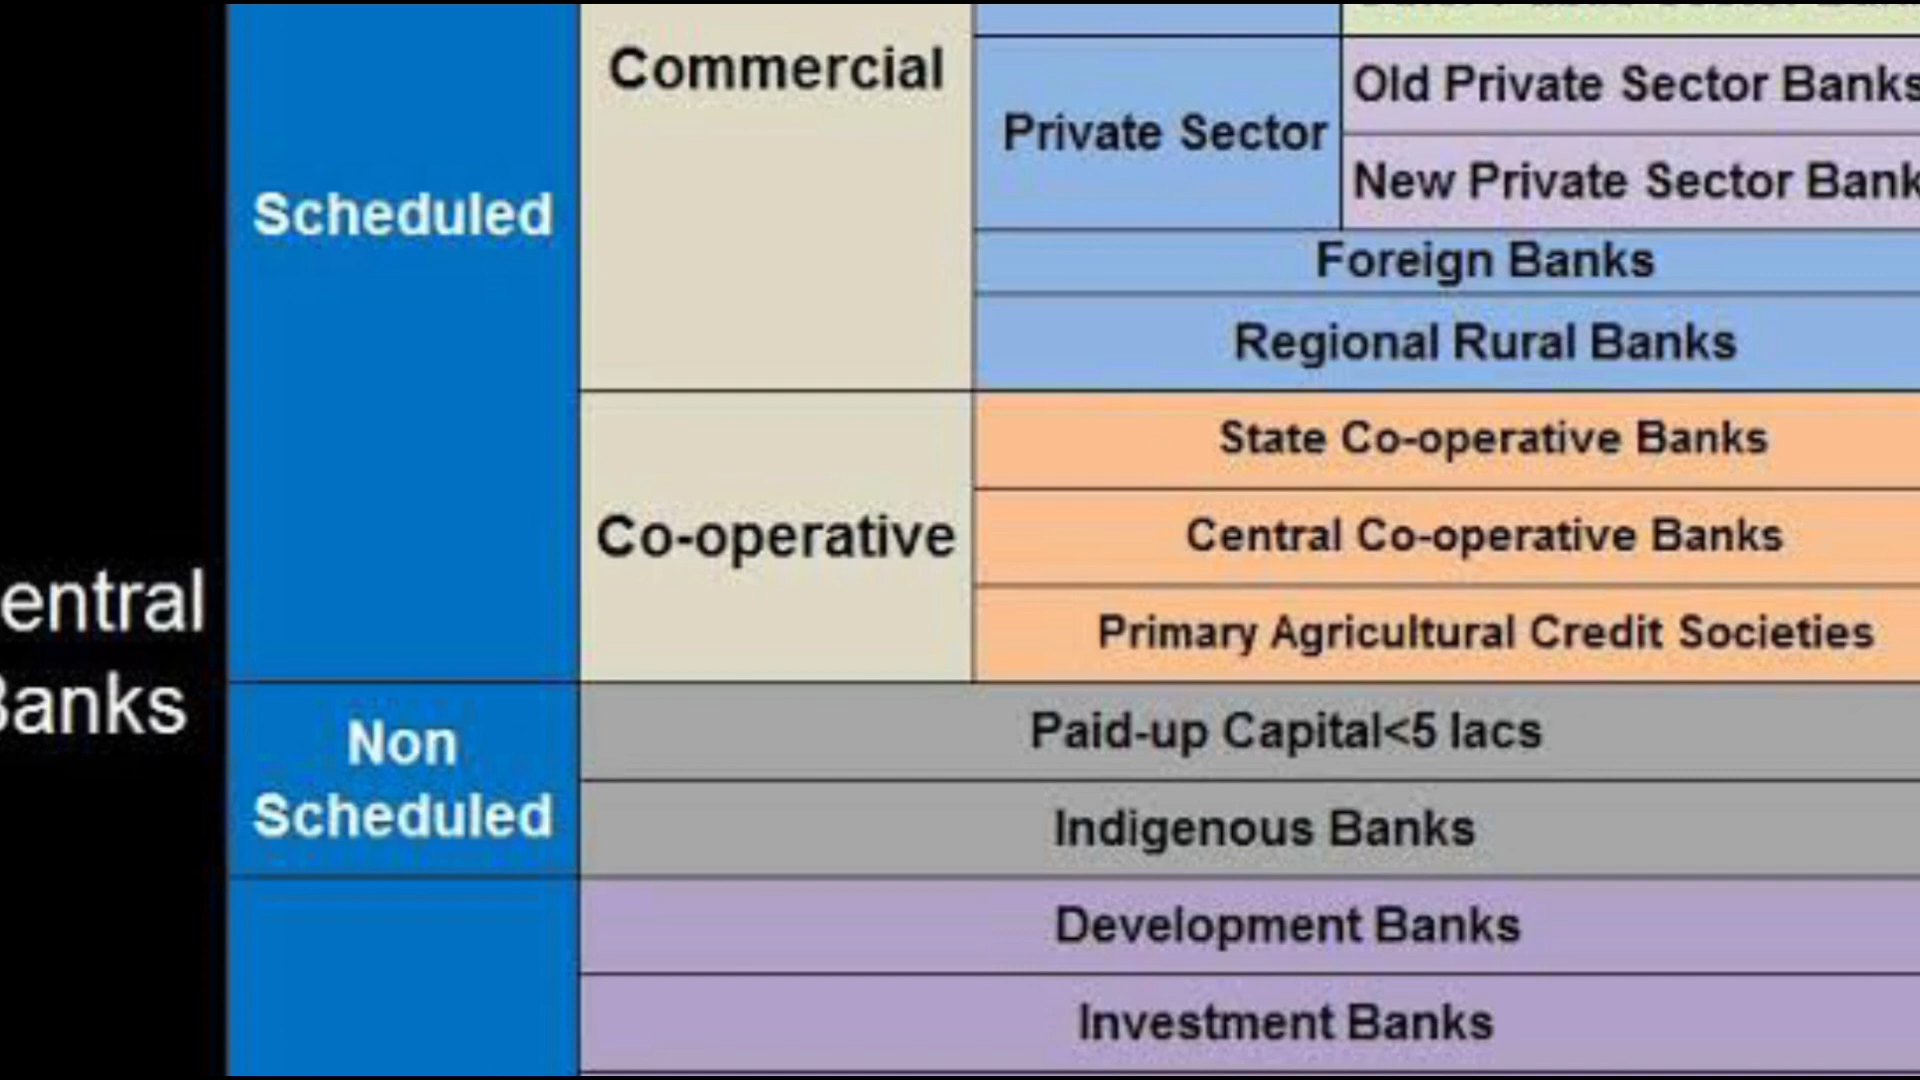 Commercial
Old Private Sector Banks
Private Sector
New Private Sector Bank
Scheduled
Foreign Banks
Regional Rural Banks
State Co-operative Banks
Co-operative
Central Co-operative Banks
Primary Agricultural Credit Societies
entral
Banks
Non
Scheduled
Paid-up Capital<5 lacs
Indigenous Banks
Development Banks
Investment Banks